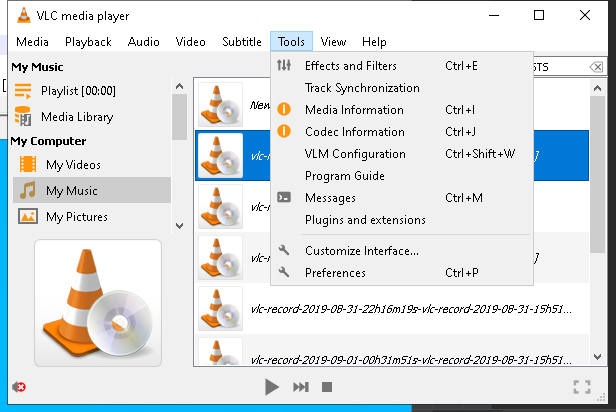 VLC media player
Media Playback Audio Video Subtitle Tools View Help
My Music
Playlist [00:00]
Media Library
My Computer
My Videos
My Music
My Pictures
Effects and Filters Ctrl+E
Track Synchronization
Media Information Ctrl+I
Codec Information Ctrl+J
VLM Configuration Ctrl+Shift+W
Program Guide
Messages Ctrl+M
Plugins and extensions
Customize Interface...
Preferences Ctrl+P
STS
New
vlc-r
]
vlc-r
vlc-r
]
vlc-record-2019-08-31-22h16m19s-vlc-record-2019-08-31-15h51...
vlc-record-2019-09-01-00h31m51s-vlc-record-2019-08-31-15h51...